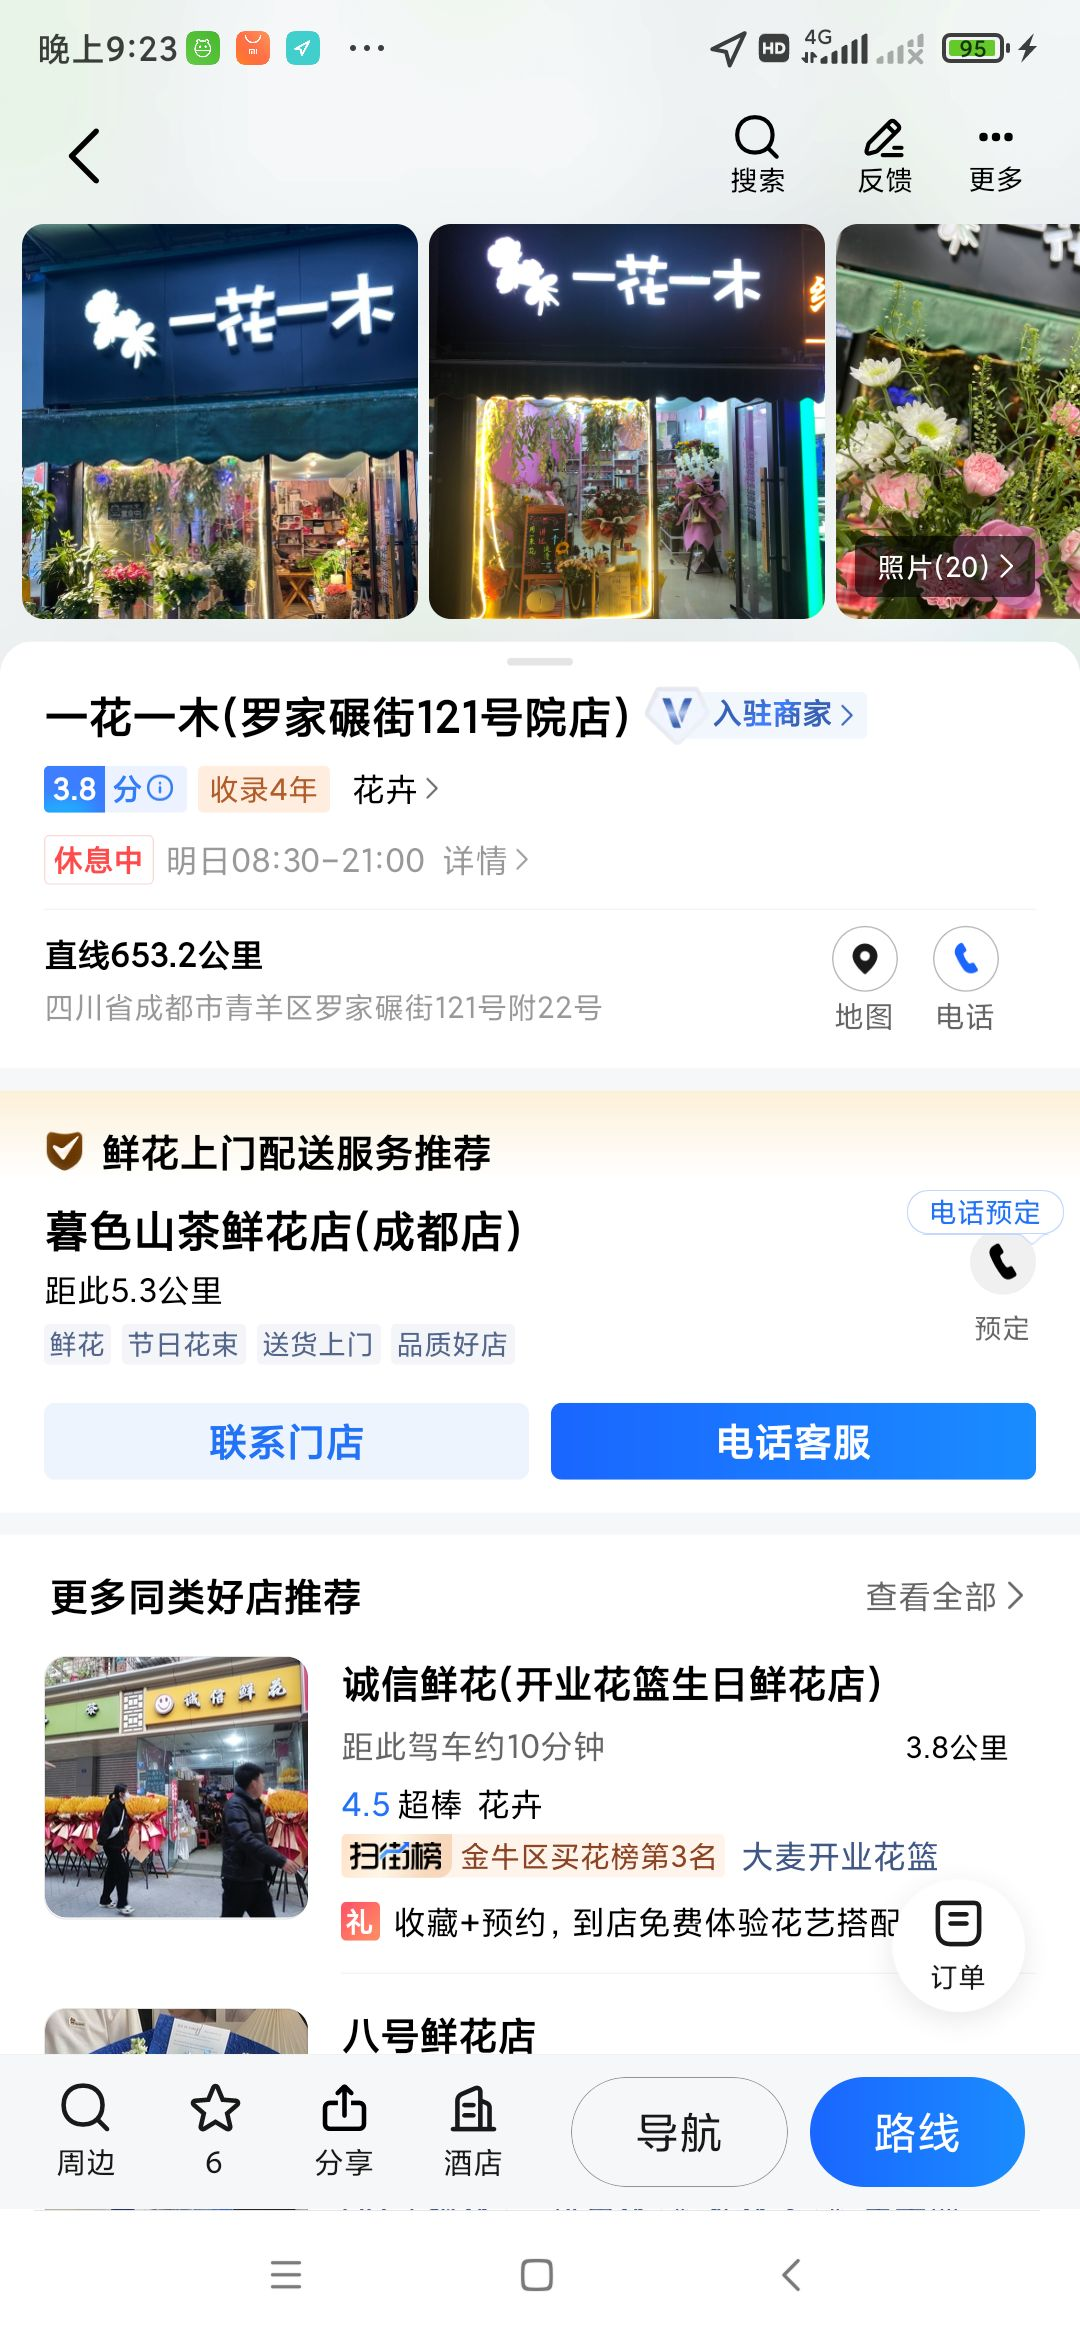 晚上9:23
HD
4G
95
搜索
反馈
更多
一花一木
一花一木
照片(20)
一花一木(罗家碾街121号院店)
入驻商家
3.8分
收录4年
花卉
休息中
明日08:30-21:00
详情
直线653.2公里
四川省成都市青羊区罗家碾街121号附22号
地图
电话
鲜花上门配送服务推荐
暮色山茶鲜花店(成都店)
电话预定
距此5.3公里
预定
鲜花
节日花束
送货上门
品质好店
联系门店
电话客服
更多同类好店推荐
查看全部
茶
诚信鲜花
诚信鲜花(开业花篮生日鲜花店)
距此驾车约10分钟
3.8公里
4.5超棒 花卉
扫街榜
金牛区买花榜第3名
大麦开业花篮
礼
收藏+预约，到店免费体验花艺搭配
订单
八号鲜花店
周边
6
分享
酒店
导航
路线